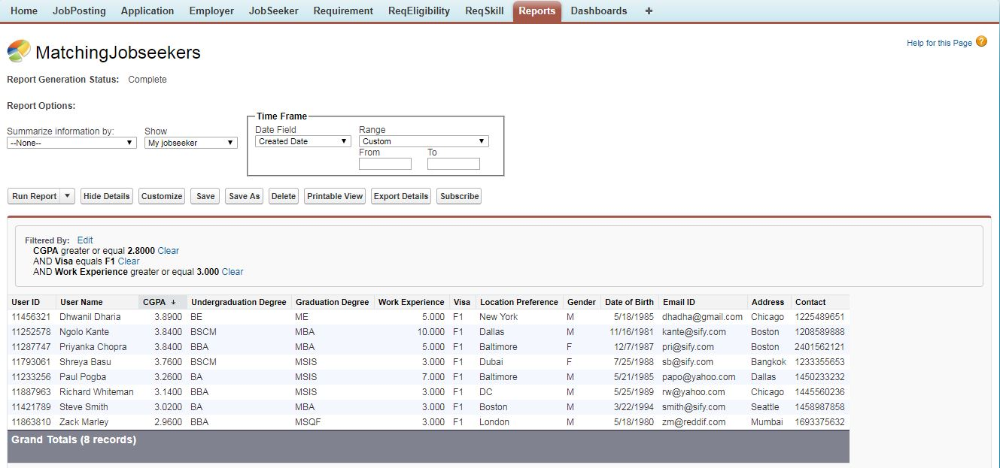 Home JobPosting Application Employer JobSeeker Requirement ReqEligibility ReqSkill Reports Dashboards +
Help for this Page ?
MatchingJobseekers
Report Generation Status: Complete
Report Options:
Time Frame
Summarize information by: Show Date Field Range
--None-- My jobseeker Created Date Custom
From To
Run Report Hide Details Customize Save Save As Delete Printable View Export Details Subscribe
Filtered By: Edit
CGPA greater or equal 2.8000 Clear
AND Visa equals F1 Clear
AND Work Experience greater or equal 3.000 Clear
User ID User Name CGPA ↓ Undergraduation Degree Graduation Degree Work Experience Visa Location Preference Gender Date of Birth Email ID Address Contact
11456321 Dhwanil Dharia 3.8900 BE ME 5.000 F1 New York M 5/18/1985 dhadha@gmail.com Chicago 1225489651
11252578 Ngolo Kante 3.8400 BSCM MBA 10.000 F1 Dallas M 11/16/1981 kante@sify.com Boston 1208589888
11287747 Priyanka Chopra 3.8400 BBA MBA 5.000 F1 Baltimore F 12/7/1987 pri@sify.com Boston 2401562121
11793061 Shreya Basu 3.7600 BSCM MSIS 3.000 F1 Dubai F 7/25/1988 sb@sify.com Bangkok 1233355653
11233256 Paul Pogba 3.2600 BA MSIS 7.000 F1 Baltimore M 5/21/1985 papo@yahoo.com Dallas 1450233232
11887963 Richard Whiteman 3.1400 BBA MSIS 3.000 F1 DC M 5/25/1989 rw@yahoo.com Chicago 1445560236
11421789 Steve Smith 3.0200 BA MBA 3.000 F1 Boston M 3/22/1994 smith@sify.com Seattle 1458987858
11863810 Zack Marley 2.9600 BBA MSQF 3.000 F1 London M 5/18/1980 zm@reddif.com Mumbai 1693375632
Grand Totals (8 records)